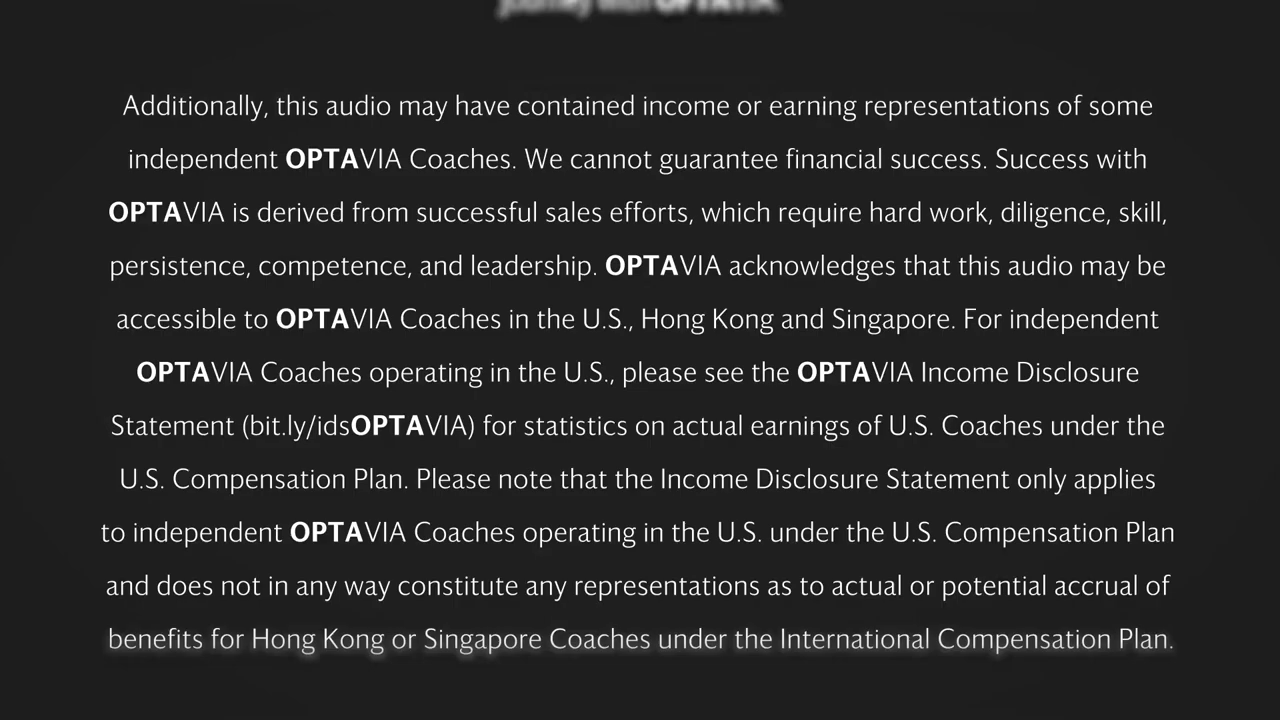 journey with OPTAVIA.
Additionally, this audio may have contained income or earning representations of some
independent OPTAVIA Coaches. We cannot guarantee financial success. Success with
OPTAVIA is derived from successful sales efforts, which require hard work, diligence, skill,
persistence, competence, and leadership. OPTAVIA acknowledges that this audio may be
accessible to OPTAVIA Coaches in the U.S., Hong Kong and Singapore. For independent
OPTAVIA Coaches operating in the U.S., please see the OPTAVIA Income Disclosure
Statement (bit.ly/idsOPTAVIA) for statistics on actual earnings of U.S. Coaches under the
U.S. Compensation Plan. Please note that the Income Disclosure Statement only applies
to independent OPTAVIA Coaches operating in the U.S. under the U.S. Compensation Plan
and does not in any way constitute any representations as to actual or potential accrual of
benefits for Hong Kong or Singapore Coaches under the International Compensation Plan.